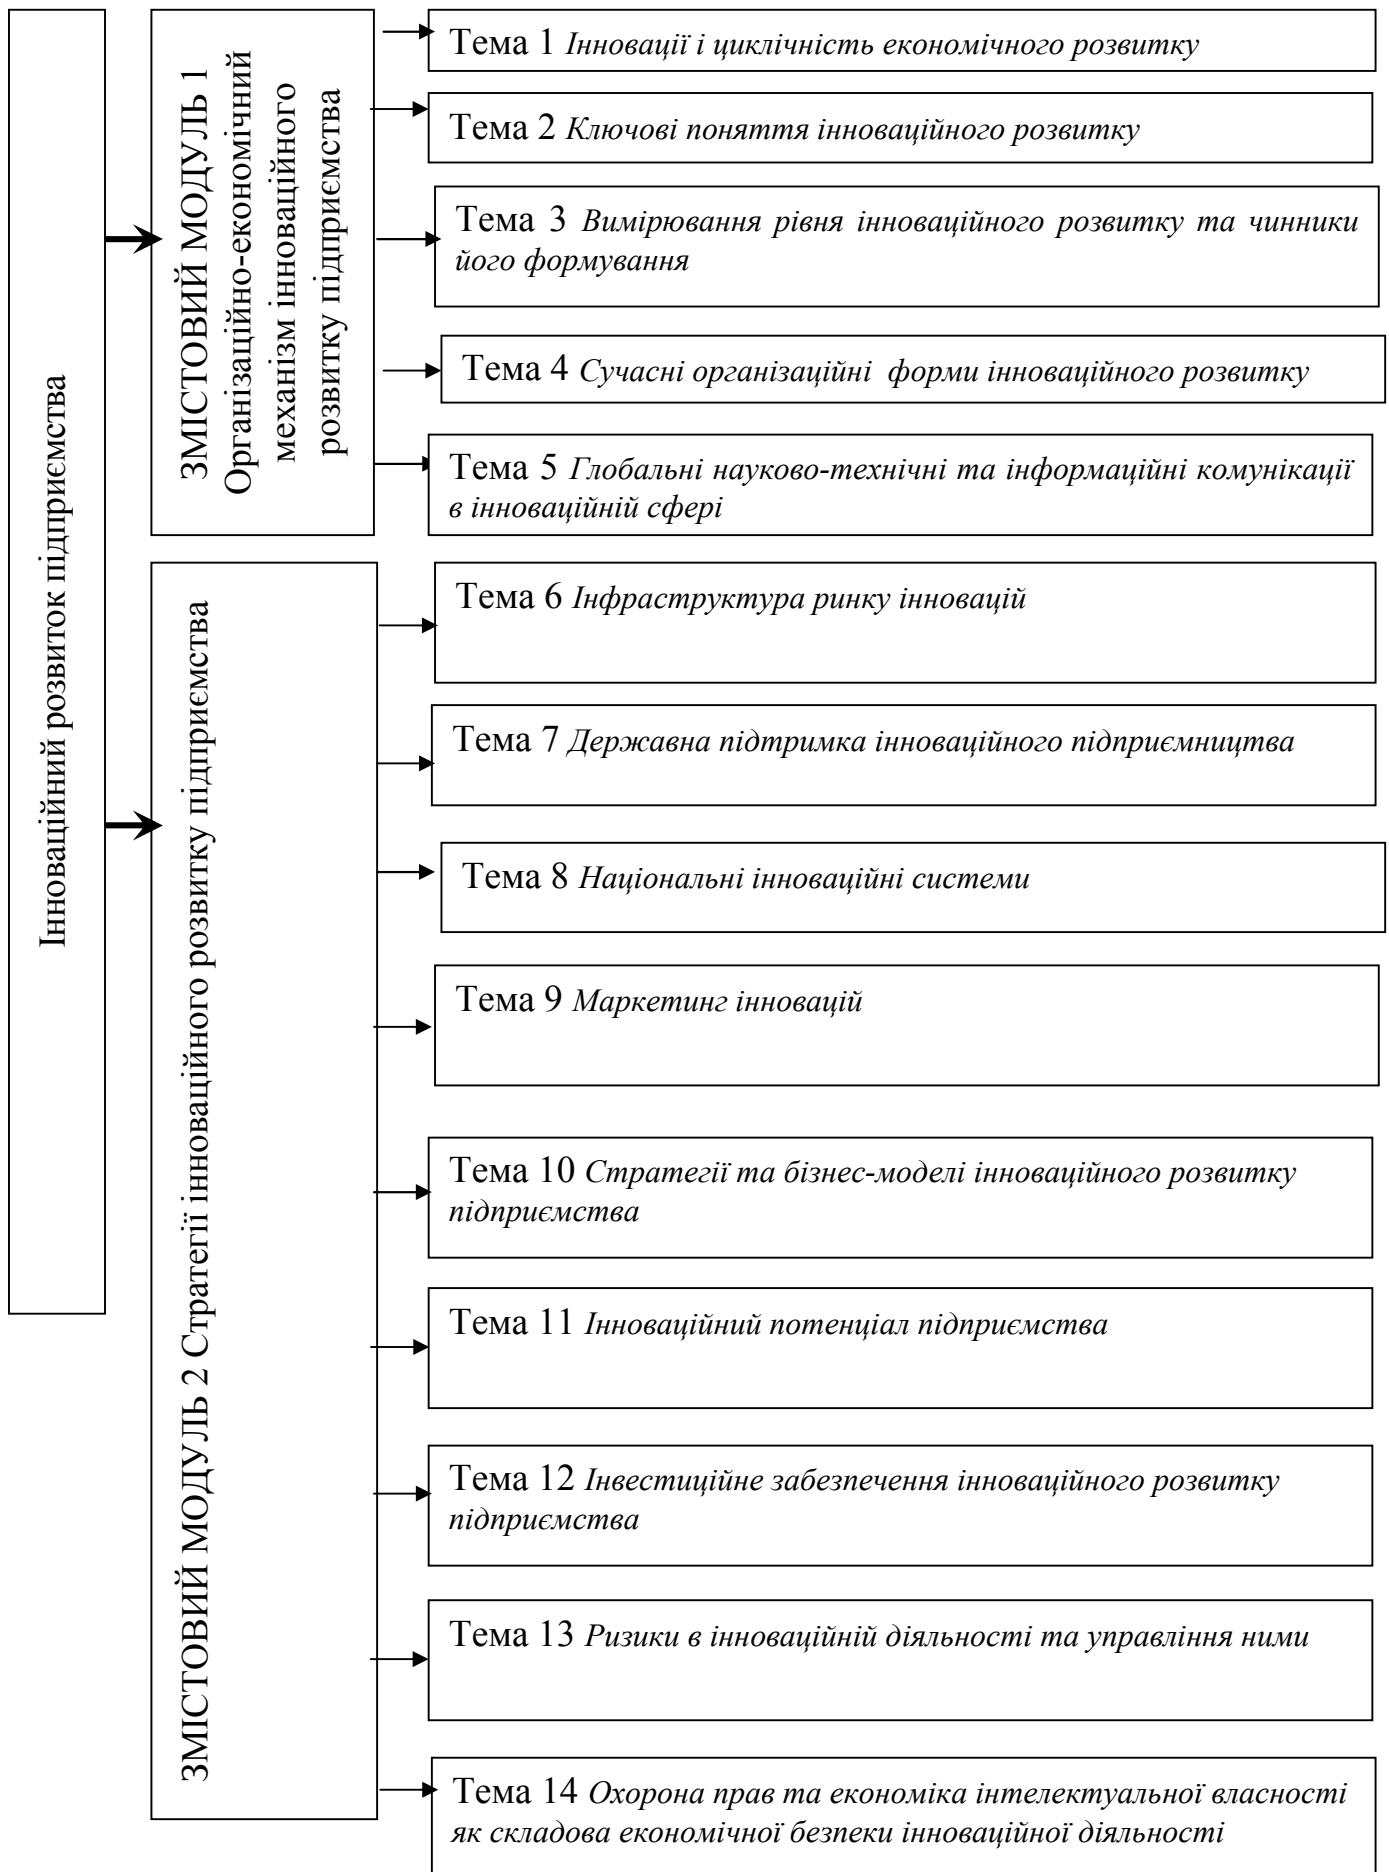 Інноваційний розвиток підприємства
ЗМІСТОВИЙ МОДУЛЬ 1
Організаційно-економічний
механізм інноваційного
розвитку підприємства
Тема 1 Інновації і циклічність економічного розвитку
Тема 2 Ключові поняття інноваційного розвитку
Тема 3 Вимірювання рівня інноваційного розвитку та чинники
його формування
Тема 4 Сучасні організаційні форми інноваційного розвитку
Тема 5 Глобальні науково-технічні та інформаційні комунікації
в інноваційній сфері
ЗМІСТОВИЙ МОДУЛЬ 2 Стратегії інноваційного розвитку підприємства
Тема 6 Інфраструктура ринку інновацій
Тема 7 Державна підтримка інноваційного підприємництва
Тема 8 Національні інноваційні системи
Тема 9 Маркетинг інновацій
Тема 10 Стратегії та бізнес-моделі інноваційного розвитку
підприємства
Тема 11 Інноваційний потенціал підприємства
Тема 12 Інвестиційне забезпечення інноваційного розвитку
підприємства
Тема 13 Ризики в інноваційній діяльності та управління ними
Тема 14 Охорона прав та економіка інтелектуальної власності
як складова економічної безпеки інноваційної діяльності